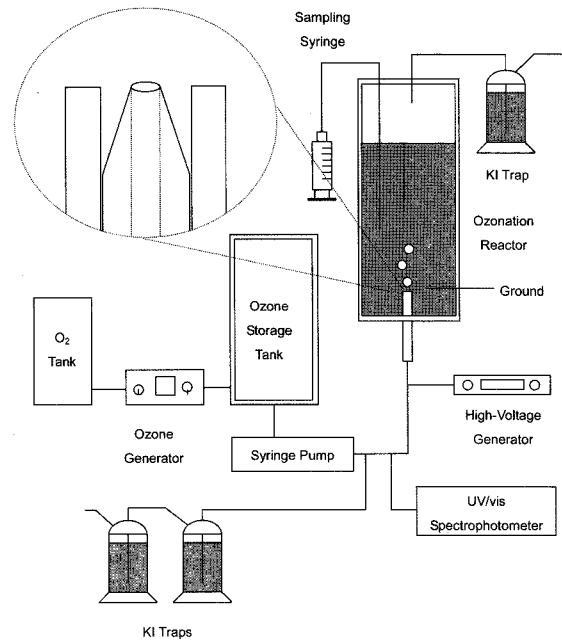 Sampling
Syringe
KI Trap
Ozonation
Reactor
Ground
O2
Tank
Ozone
Storage
Tank
Ozone
Generator
Syringe Pump
High-Voltage
Generator
UV/vis
Spectrophotometer
KI Traps